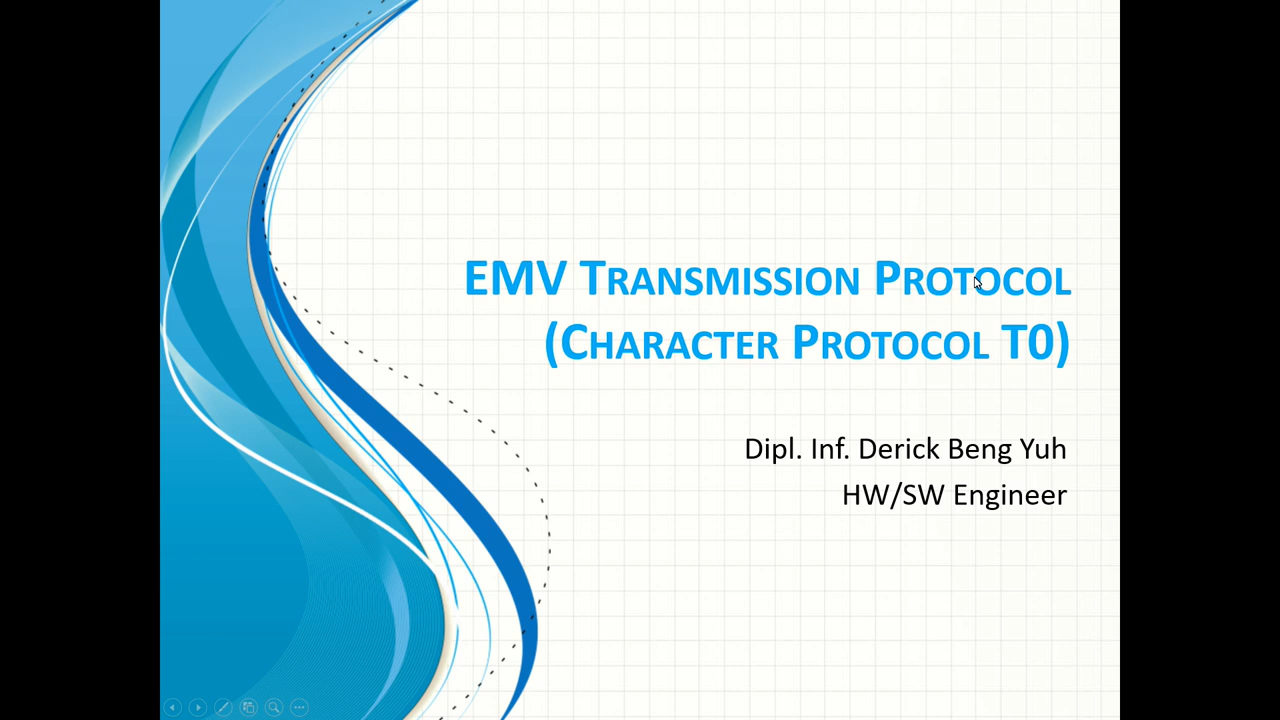 EMV Transmission Protocol
(Character Protocol T0)
Dipl. Inf. Derick Beng Yuh
HW/SW Engineer